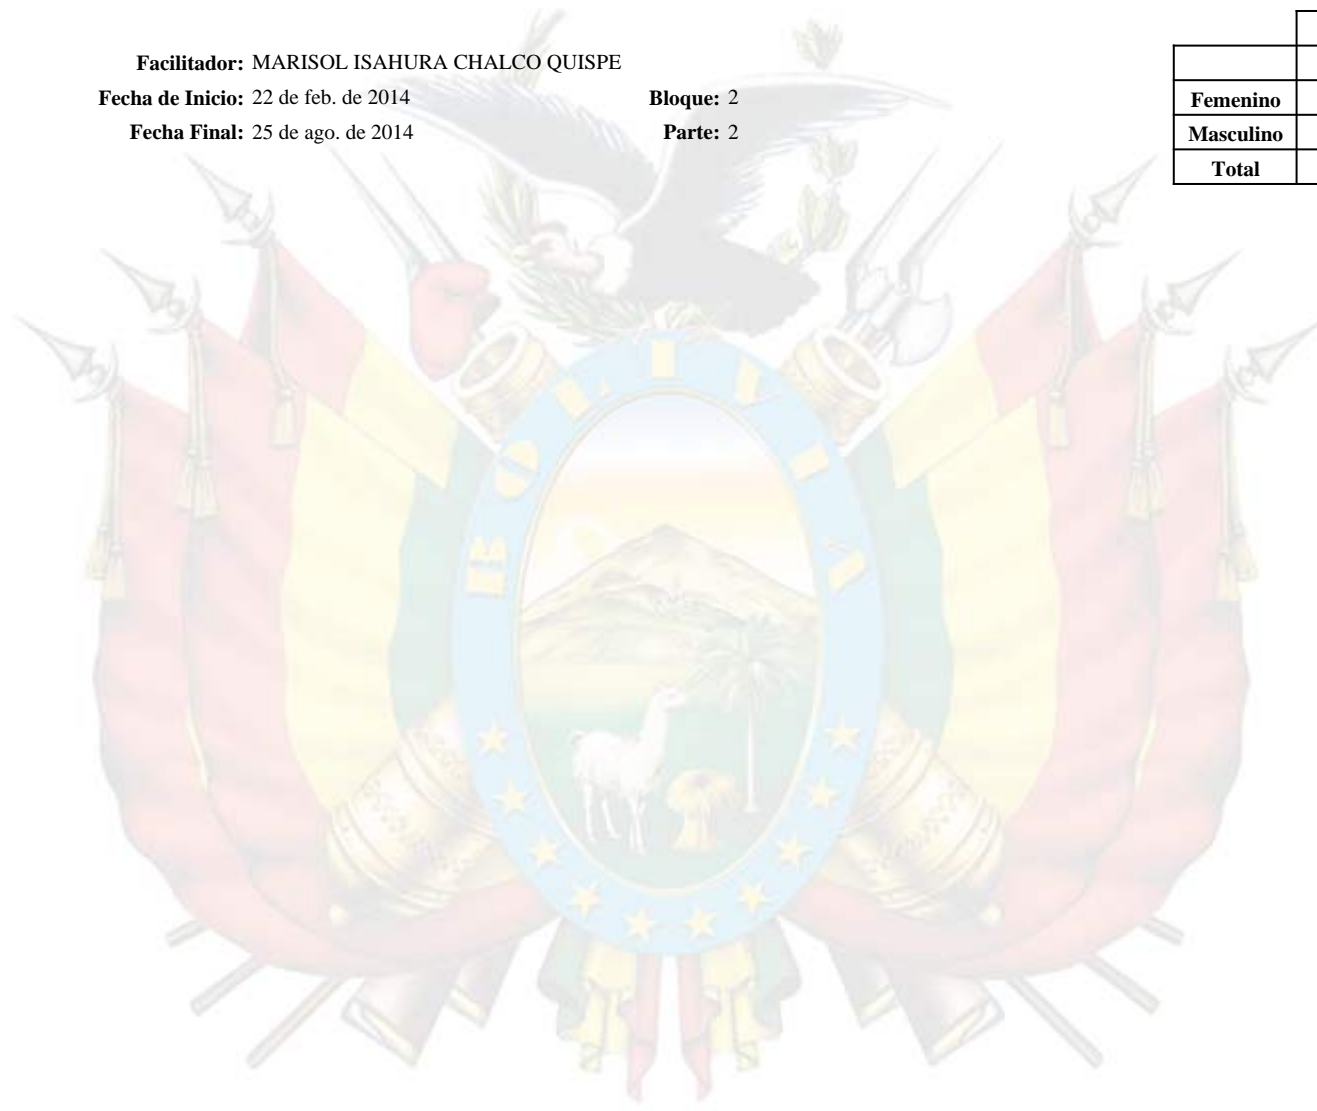 Facilitador: MARISOL ISAHURA CHALCO QUISPE
Fecha de Inicio: 22 de feb. de 2014 Bloque: 2
Fecha Final: 25 de ago. de 2014 Parte: 2
Femenino
Masculino
Total
BOLIVIA